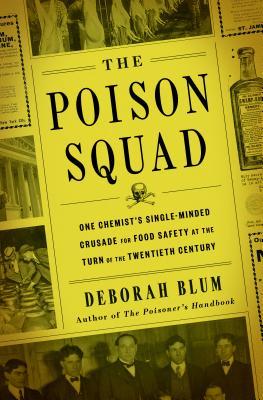 THE
POISON
SQUAD
ONE CHEMIST'S SINGLE-MINDED
CRUSADE FOR FOOD SAFETY AT THE
TURN OF THE TWENTIETH CENTURY
DEBORAH BLUM
Author of The Poisoner's Handbook